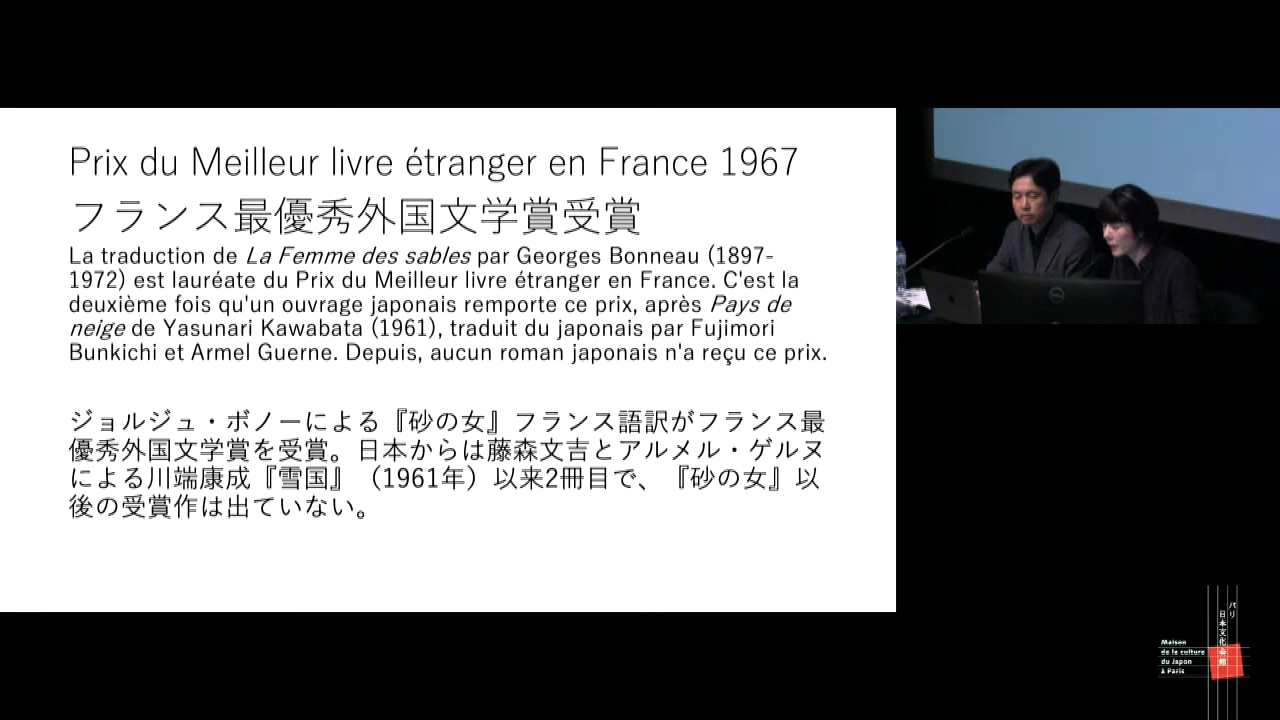 Prix du Meilleur livre étranger en France 1967
フランス最優秀外国文学賞受賞
La traduction de La Femme des sables par Georges Bonneau (1897-
1972) est lauréate du Prix du Meilleur livre étranger en France. C'est la
deuxième fois qu'un ouvrage japonais remporte ce prix, après Pays de
neige de Yasunari Kawabata (1961), traduit du japonais par Fujimori
Bunkichi et Armel Guerne. Depuis, aucun roman japonais n'a reçu ce prix.
ジョルジュ・ボノーによる『砂の女』フランス語訳がフランス最
優秀外国文学賞を受賞。日本からは藤森文吉とアルメル・ゲルヌ
による川端康成『雪国』（1961年）以来2冊目で、『砂の女』以
後の受賞作は出ていない。
DELL
パリ
日本文化会館
Maison
de la culture
du Japon
à Paris